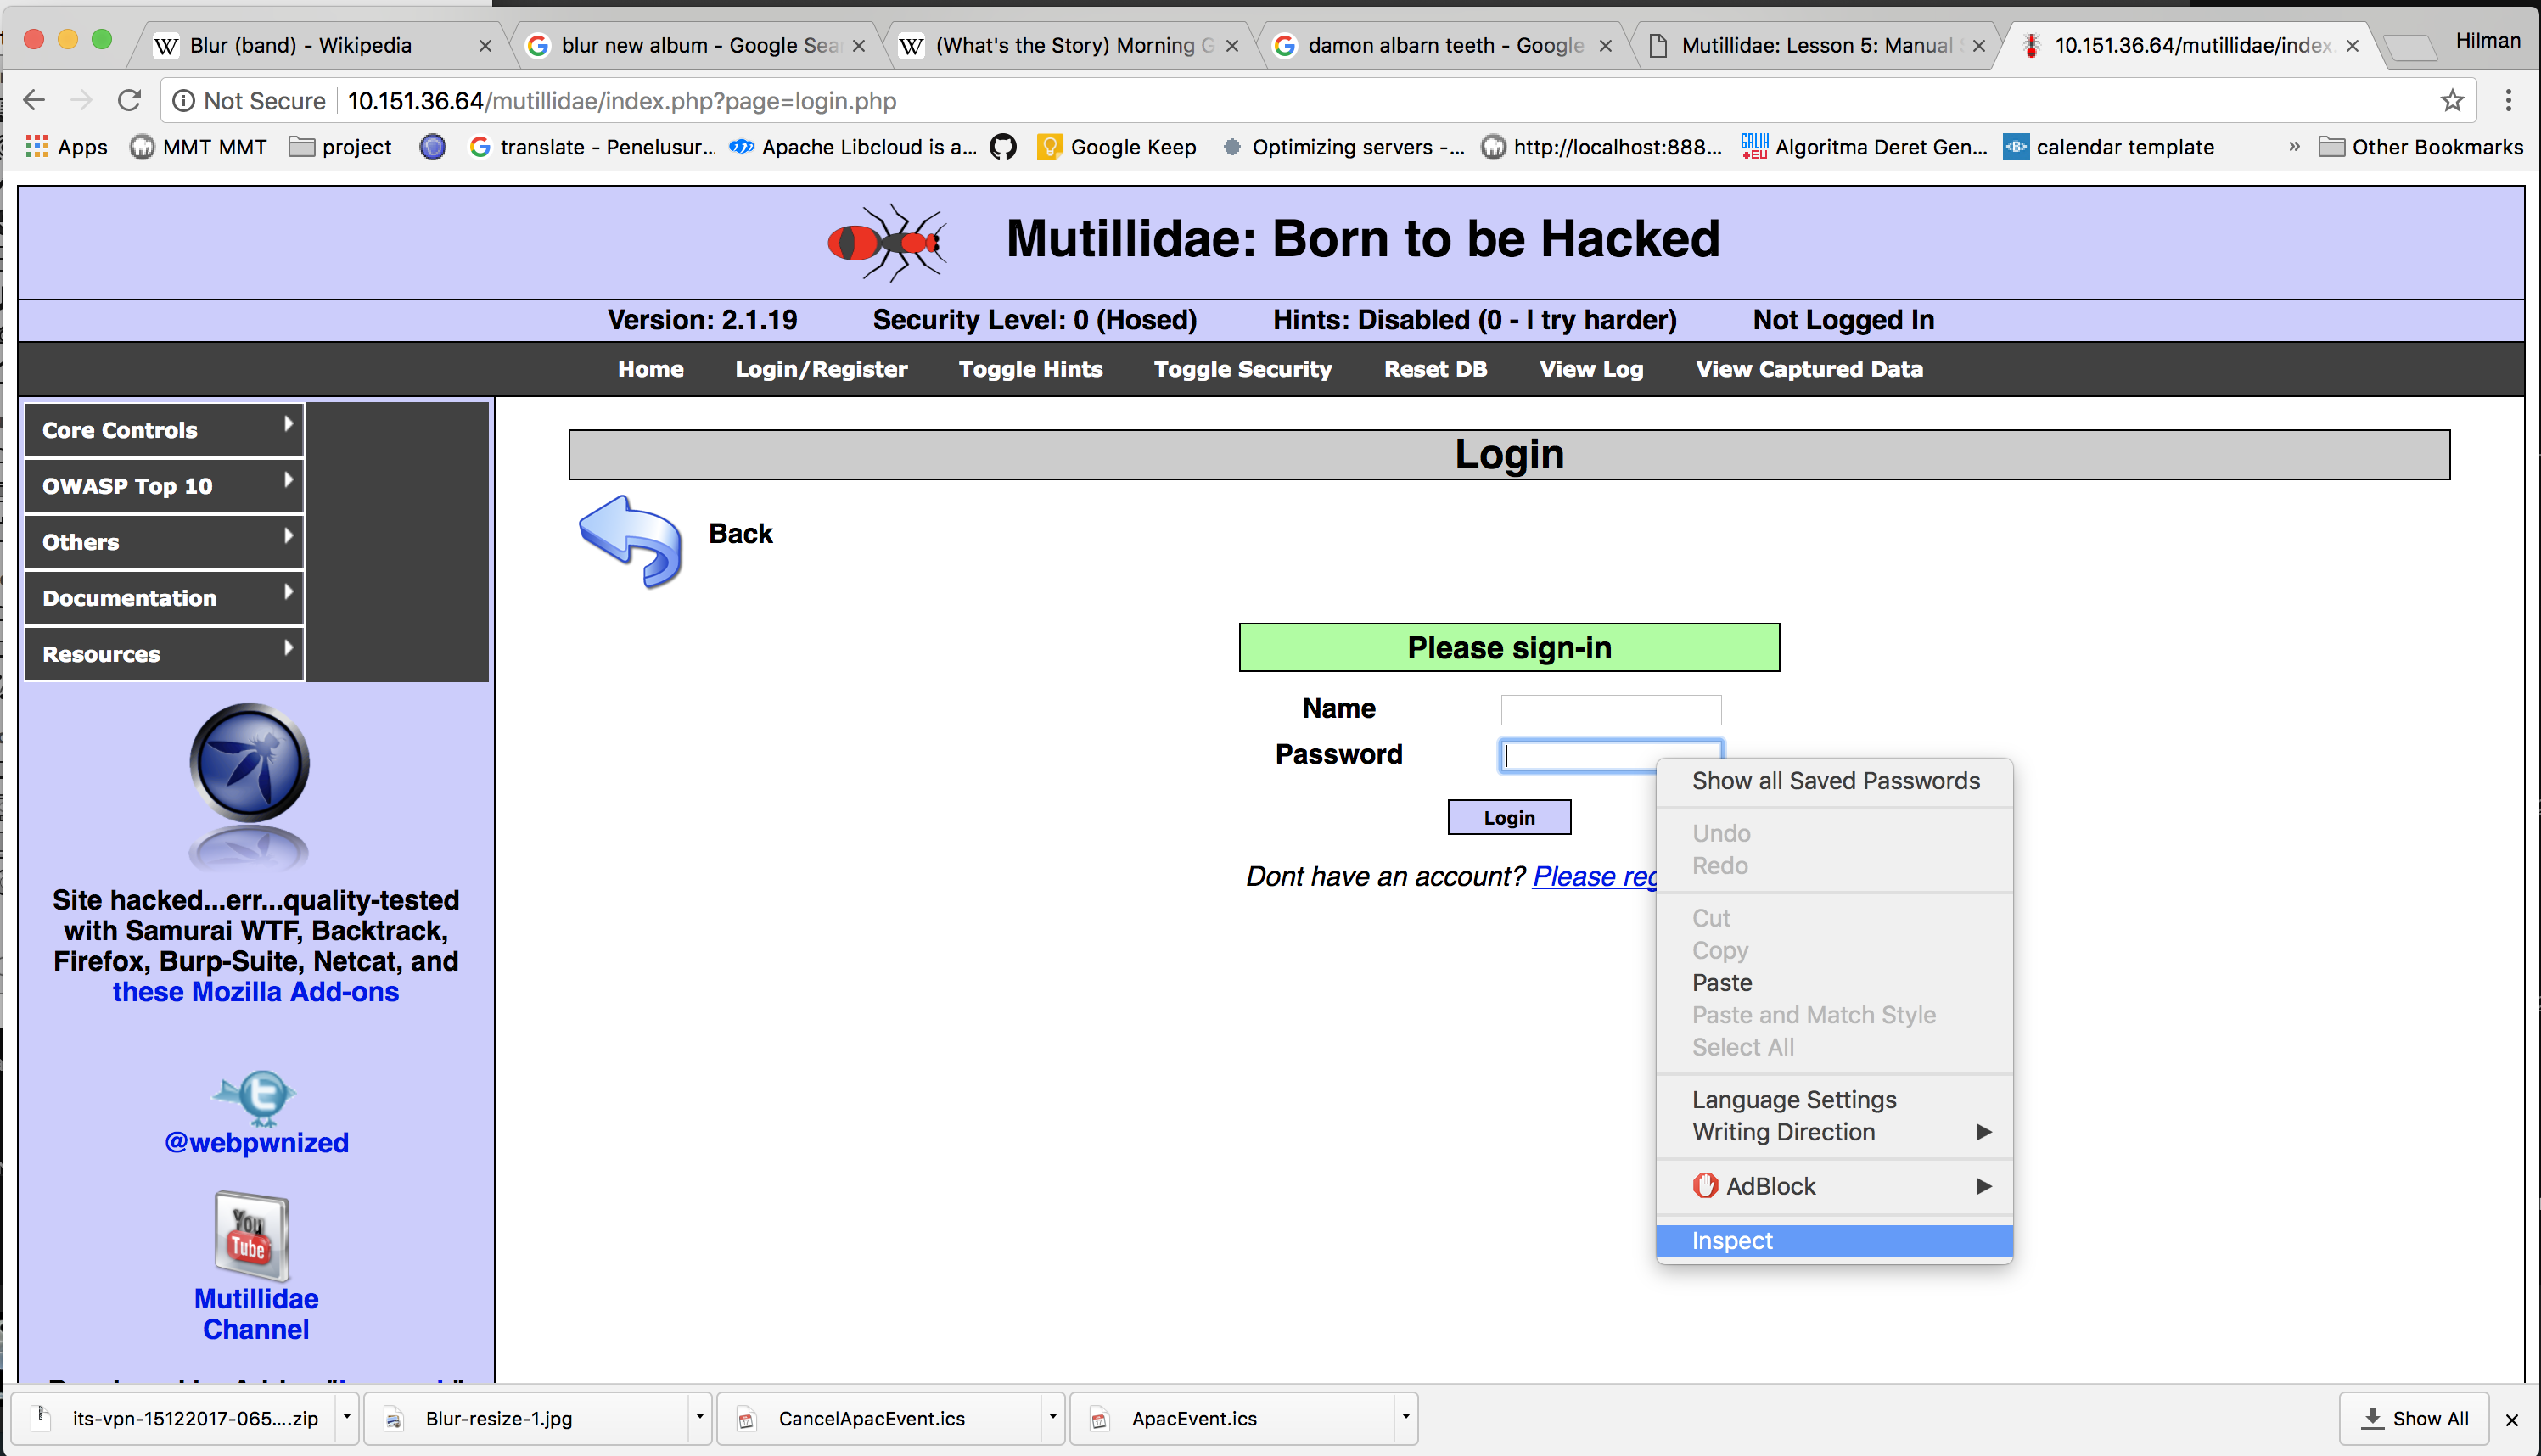 Blur (band) - Wikipedia
blur new album - Google Sea
(What's the Story) Morning G
damon albarn teeth - Google
Mutillidae: Lesson 5: Manual
10.151.36.64/mutillidae/index.
Hilman
Not Secure 10.151.36.64/mutillidae/index.php?page=login.php
Apps
MMT MMT
project
translate - Penelusur...
Apache Libcloud is a...
Google Keep
Optimizing servers -...
http://localhost:888...
Algoritma Deret Gen...
calendar template
»
Other Bookmarks
Mutillidae: Born to be Hacked
Version: 2.1.19 Security Level: 0 (Hosed) Hints: Disabled (0 - I try harder) Not Logged In
Home Login/Register Toggle Hints Toggle Security Reset DB View Log View Captured Data
Core Controls
OWASP Top 10
Others
Documentation
Resources
Site hacked...err...quality-tested
with Samurai WTF, Backtrack,
Firefox, Burp-Suite, Netcat, and
these Mozilla Add-ons
@webpwnized
You
Tube
Mutillidae
Channel
Login
Back
Please sign-in
Name
Password
Login
Dont have an account? Please reg
Show all Saved Passwords
Undo
Redo
Cut
Copy
Paste
Paste and Match Style
Select All
Language Settings
Writing Direction
AdBlock
Inspect
its-vpn-15122017-065....zip
Blur-resize-1.jpg
CancelApacEvent.ics
ApacEvent.ics
Show All